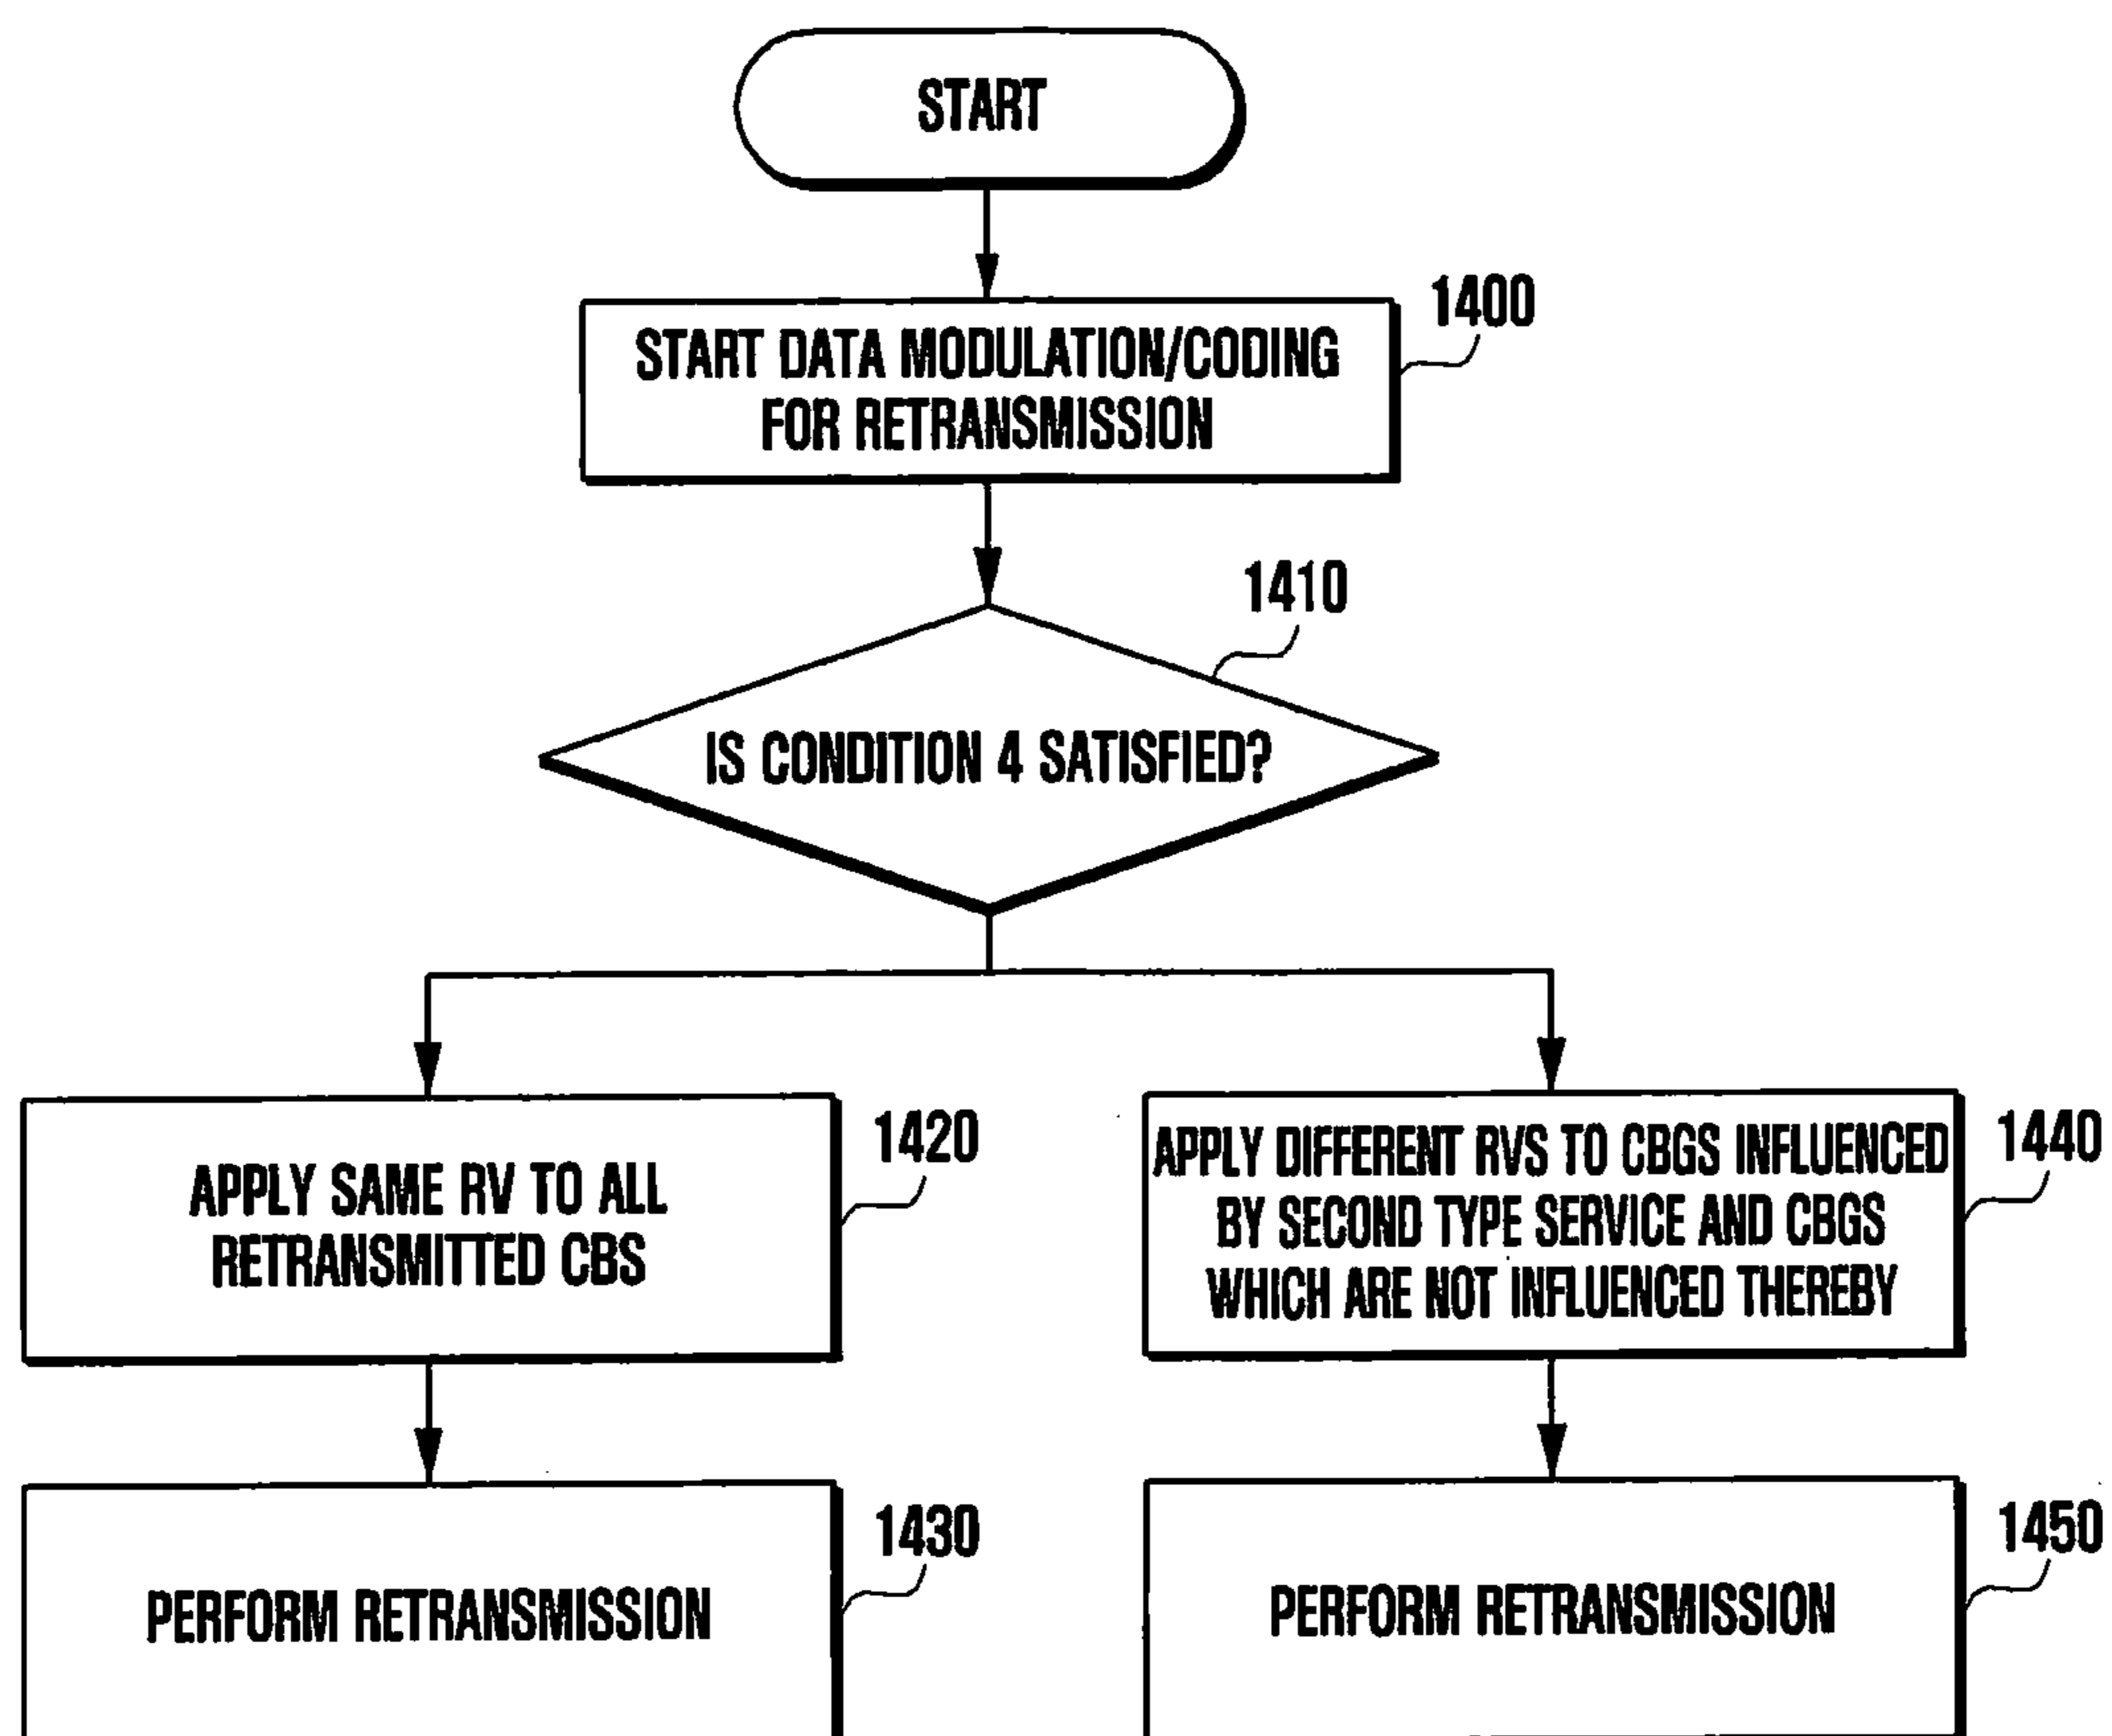 START
1400
START DATA MODULATION/CODING
FOR RETRANSMISSION
1410
IS CONDITION 4 SATISFIED?
1420
APPLY SAME RV TO ALL
RETRANSMITTED CBS
1440
APPLY DIFFERENT RVS TO CBGS INFLUENCED
BY SECOND TYPE SERVICE AND CBGS
WHICH ARE NOT INFLUENCED THEREBY
1430
PERFORM RETRANSMISSION
1450
PERFORM RETRANSMISSION